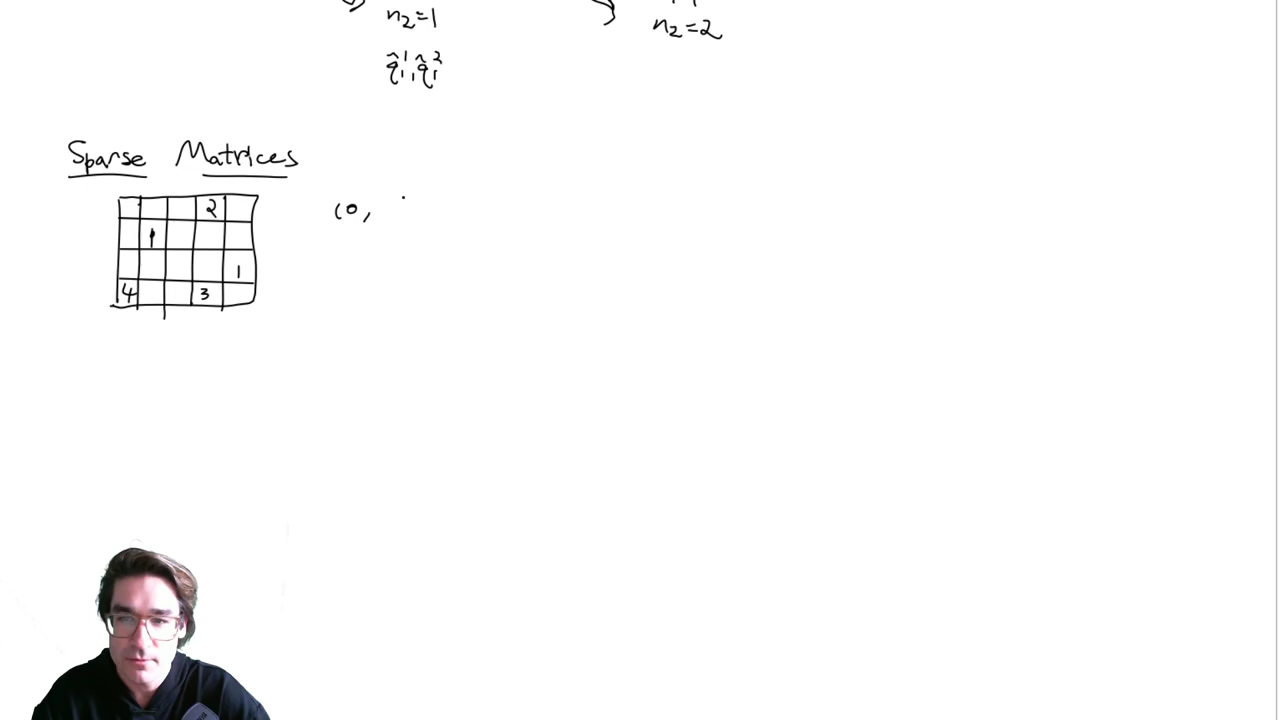 n₂=1
n₂=2
q̂₁¹, q̂₁²
Sparse Matrices
2
(0,
1
1
4 3